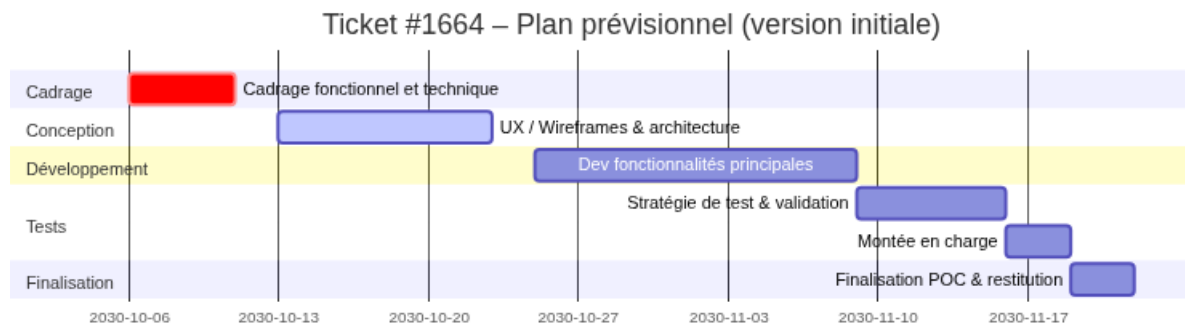 Ticket #1664 – Plan prévisionnel (version initiale)
Cadrage
Cadrage fonctionnel et technique
Conception
UX / Wireframes & architecture
Développement
Dev fonctionnalités principales
Tests
Stratégie de test & validation
Montée en charge
Finalisation
Finalisation POC & restitution
2030-10-06
2030-10-13
2030-10-20
2030-10-27
2030-11-03
2030-11-10
2030-11-17